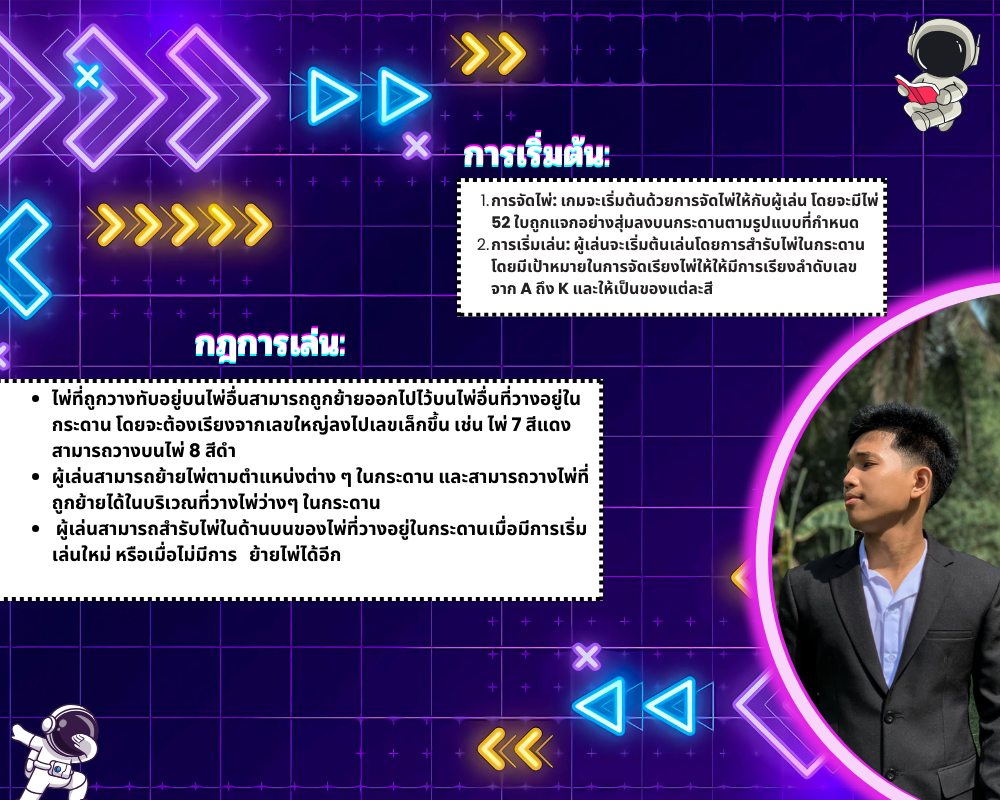 การเริ่มต้น:
1. การจัดไพ่: เกมจะเริ่มต้นด้วยการจัดไพ่ให้กับผู้เล่น โดยจะมีไพ่
52 ใบถูกแจกอย่างสุ่มลงบนกระดานตามรูปแบบที่กำหนด
2. การเริ่มเล่น: ผู้เล่นจะเริ่มต้นเล่นโดยการสำรับไพ่ในกระดาน
โดยมีเป้าหมายในการจัดเรียงไพ่ให้ให้มีการเรียงลำดับเลข
จาก A ถึง K และให้เป็นของแต่ละสี
กฎการเล่น:
• ไพ่ที่ถูกวางทับอยู่บนไพ่อื่นสามารถถูกย้ายออกไปไว้บนไพ่อื่นที่วางอยู่ใน
กระดาน โดยจะต้องเรียงจากเลขใหญ่ลงไปเลขเล็กขึ้น เช่น ไพ่ 7 สีแดง
สามารถวางบนไพ่ 8 สีดำ
• ผู้เล่นสามารถย้ายไพ่ตามตำแหน่งต่าง ๆ ในกระดาน และสามารถวางไพ่ที่
ถูกย้ายได้ในบริเวณที่วางไพ่ว่างๆ ในกระดาน
• ผู้เล่นสามารถสำรับไพ่ในด้านบนของไพ่ที่วางอยู่ในกระดานเมื่อมีการเริ่ม
เล่นใหม่ หรือเมื่อไม่มีการ ย้ายไพ่ได้อีก